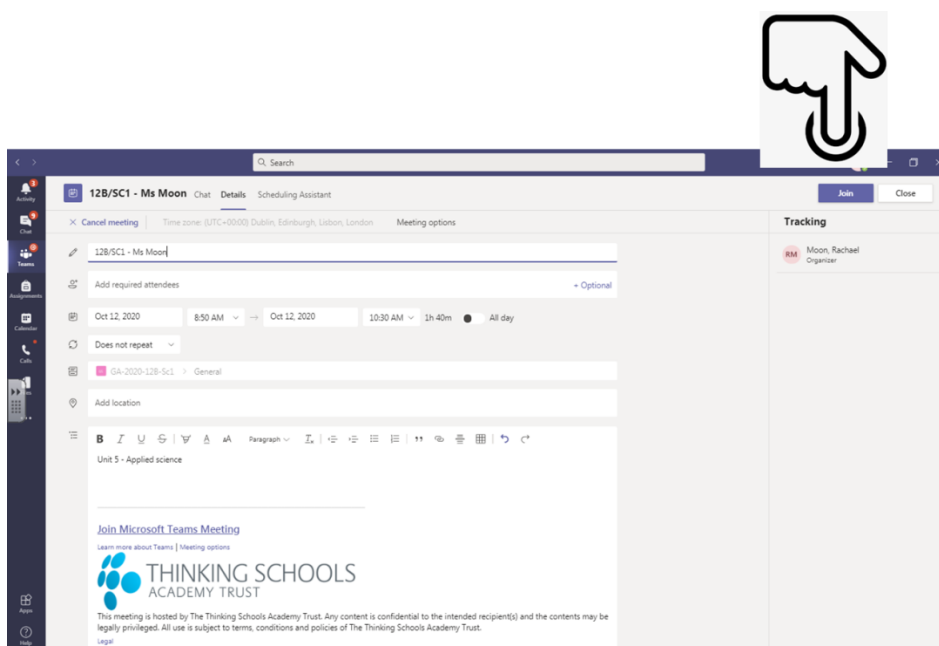 Search
Activity
Chat
Teams
Assignments
Calendar
Calls
Apps
Help
12B/SC1 - Ms Moon Chat Details Scheduling Assistant
Join Close
Cancel meeting Time zone: (UTC+00:00) Dublin, Edinburgh, Lisbon, London Meeting options
Tracking
12B/SC1 - Ms Moon
Moon, Rachael
RM
Organizer
Add required attendees + Optional
Oct 12, 2020 8:50 AM → Oct 12, 2020 10:30 AM 1h 40m All day
Does not repeat
GA-2020-12B-Sc1 > General
Add location
B I U S A AA Paragraph
Unit 5 - Applied science
Join Microsoft Teams Meeting
Learn more about Teams | Meeting options
THINKING SCHOOLS
ACADEMY TRUST
This meeting is hosted by The Thinking Schools Academy Trust. Any content is confidential to the intended recipient(s) and the contents may be
legally privileged. All use is subject to terms, conditions and policies of The Thinking Schools Academy Trust.
Legal